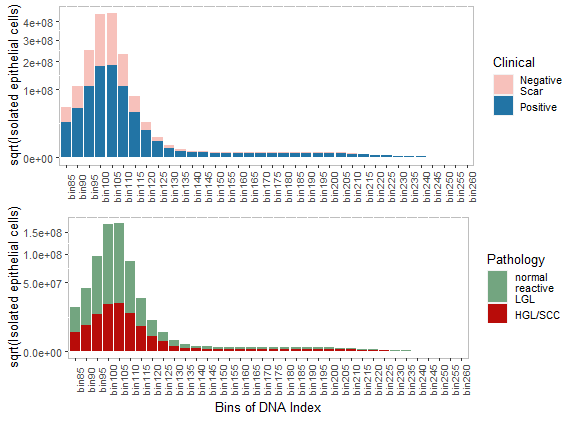 4e+08
3e+08
2e+08
1e+08
0e+00
sqrt(Isolated epithelial cells)
bin85
bin90
bin95
bin100
bin105
bin110
bin115
bin120
bin125
bin130
bin135
bin140
bin145
bin150
bin155
bin160
bin165
bin170
bin175
bin180
bin185
bin190
bin195
bin200
bin205
bin210
bin215
bin220
bin225
bin230
bin235
bin240
bin245
bin250
bin255
bin260
Clinical
Negative
Scar
Positive
1.5e+08
1.0e+08
5.0e+07
0.0e+00
sqrt(Isolated epithelial cells)
bin85
bin90
bin95
bin100
bin105
bin110
bin115
bin120
bin125
bin130
bin135
bin140
bin145
bin150
bin155
bin160
bin165
bin170
bin175
bin180
bin185
bin190
bin195
bin200
bin205
bin210
bin215
bin220
bin225
bin230
bin235
bin240
bin245
bin250
bin255
bin260
Bins of DNA Index
Pathology
normal
reactive
LGL
HGL/SCC